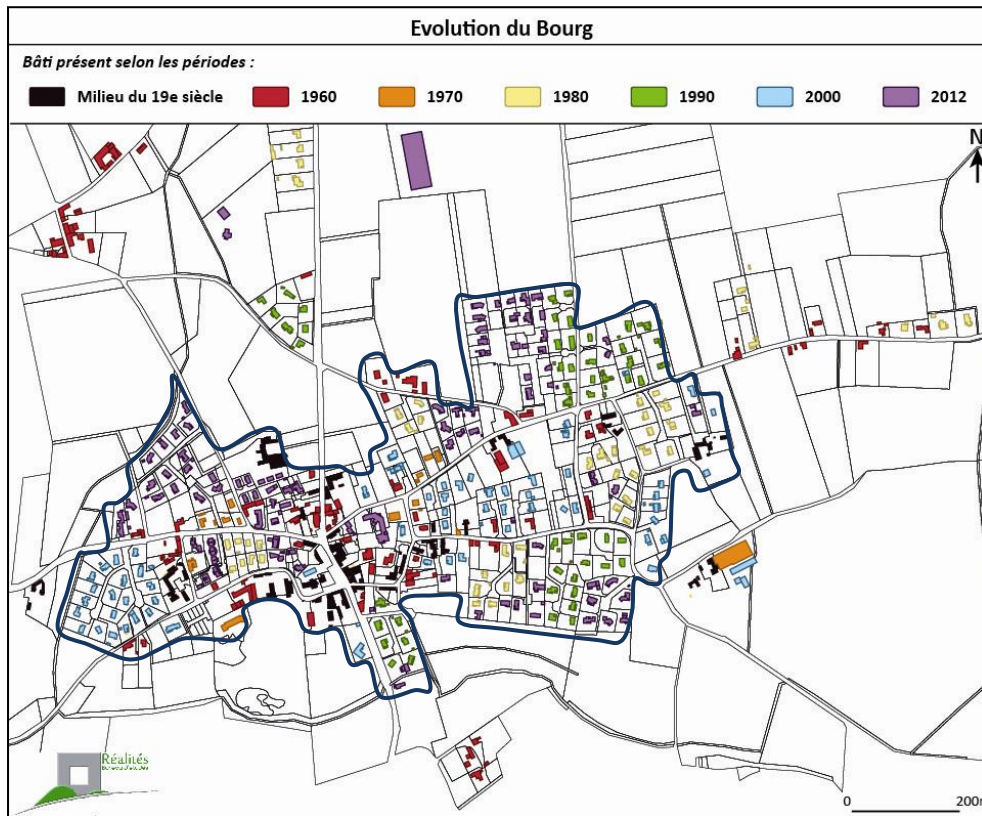 Evolution du Bourg
Bâti présent selon les périodes :
Milieu du 19e siècle 1960 1970 1980 1990 2000 2012
N
Réalités
0 200m